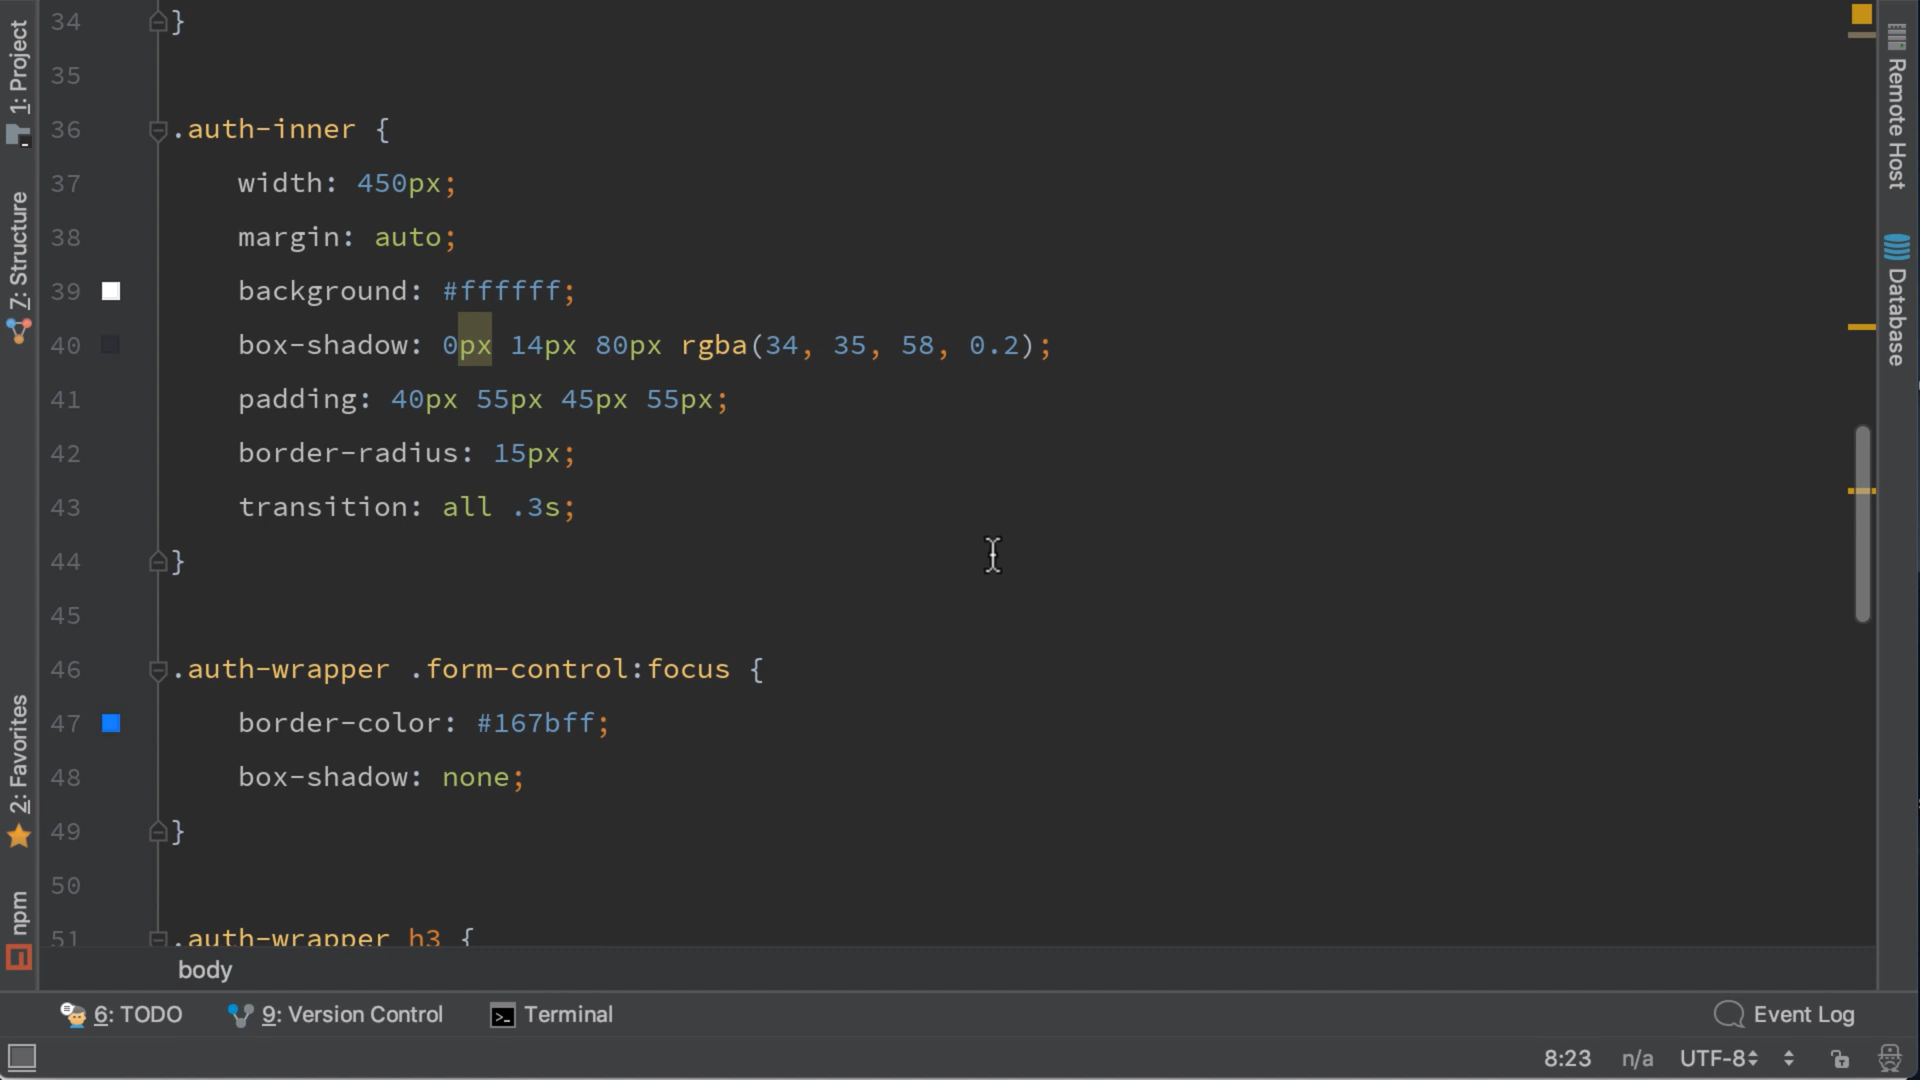 1: Project
Z: Structure
2: Favorites
npm
34 }
35
36 .auth-inner {
37 width: 450px;
38 margin: auto;
39 background: #ffffff;
40 box-shadow: 0px 14px 80px rgba(34, 35, 58, 0.2);
41 padding: 40px 55px 45px 55px;
42 border-radius: 15px;
43 transition: all .3s;
44 }
45
46 .auth-wrapper .form-control:focus {
47 border-color: #167bff;
48 box-shadow: none;
49 }
50
51 .auth-wrapper h3 {
body
Remote Host
Database
6: TODO 9: Version Control Terminal Event Log
8:23 n/a UTF-8